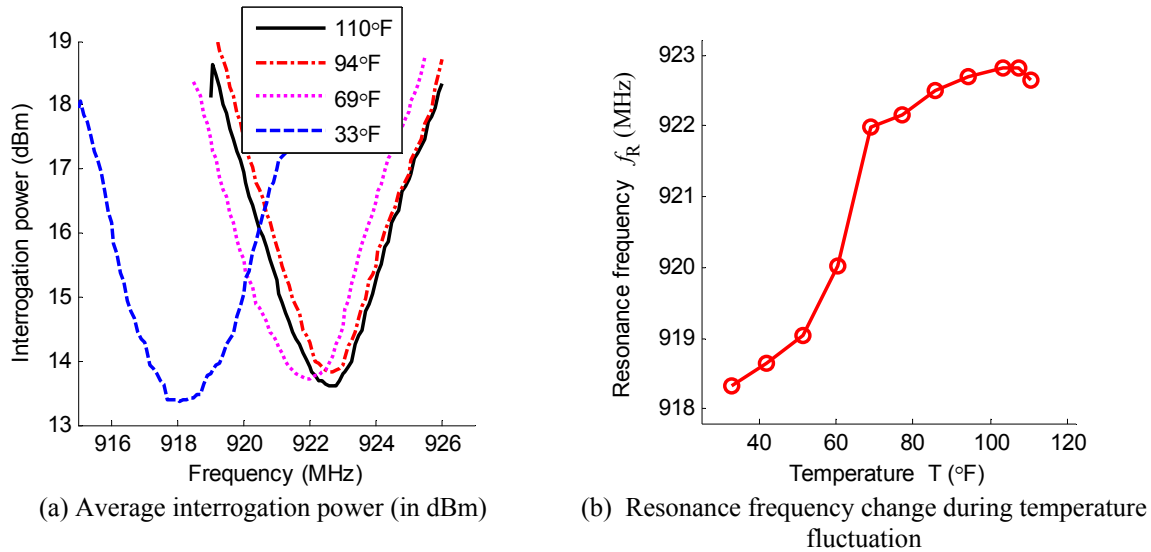 110°F
94°F
69°F
33°F
19
18
17
16
15
14
13
Interrogation power (dBm)
916 918 920 922 924 926
Frequency (MHz)
(a) Average interrogation power (in dBm)
923
922
921
920
919
918
Resonance frequency f_R (MHz)
40 60 80 100 120
Temperature T (°F)
(b) Resonance frequency change during temperature
fluctuation